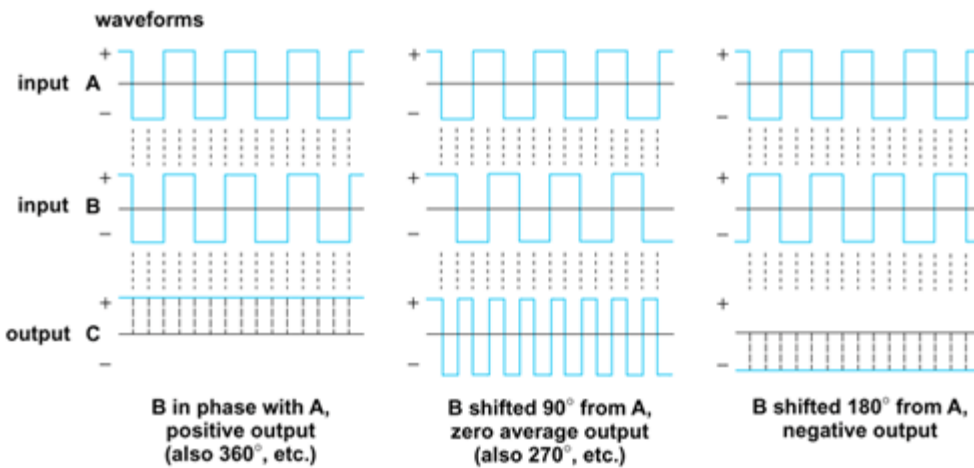 waveforms
+ + +
input A
− − −
+ + +
input B
− − −
+ + +
output C
− − −
B in phase with A,
positive output
(also 360°, etc.)
B shifted 90° from A,
zero average output
(also 270°, etc.)
B shifted 180° from A,
negative output